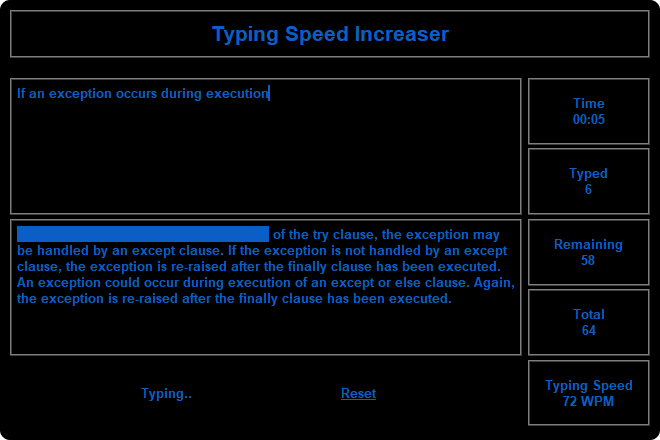 Typing Speed Increaser
If an exception occurs during execution
Time
00:05
Typed
6
of the try clause, the exception may
be handled by an except clause. If the exception is not handled by an except
clause, the exception is re-raised after the finally clause has been executed.
An exception could occur during execution of an except or else clause. Again,
the exception is re-raised after the finally clause has been executed.
Remaining
58
Total
64
Typing..
Reset
Typing Speed
72 WPM